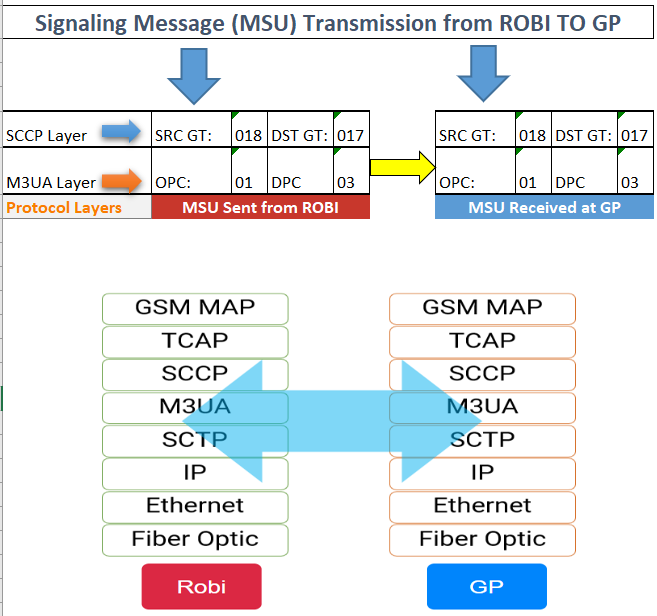 Signaling Message (MSU) Transmission from ROBI TO GP
SCCP Layer SRC GT: 018 DST GT: 017 SRC GT: 018 DST GT: 017
M3UA Layer OPC: 01 DPC 03 OPC: 01 DPC 03
Protocol Layers MSU Sent from ROBI MSU Received at GP
GSM MAP GSM MAP
TCAP TCAP
SCCP SCCP
M3UA M3UA
SCTP SCTP
IP IP
Ethernet Ethernet
Fiber Optic Fiber Optic
Robi GP